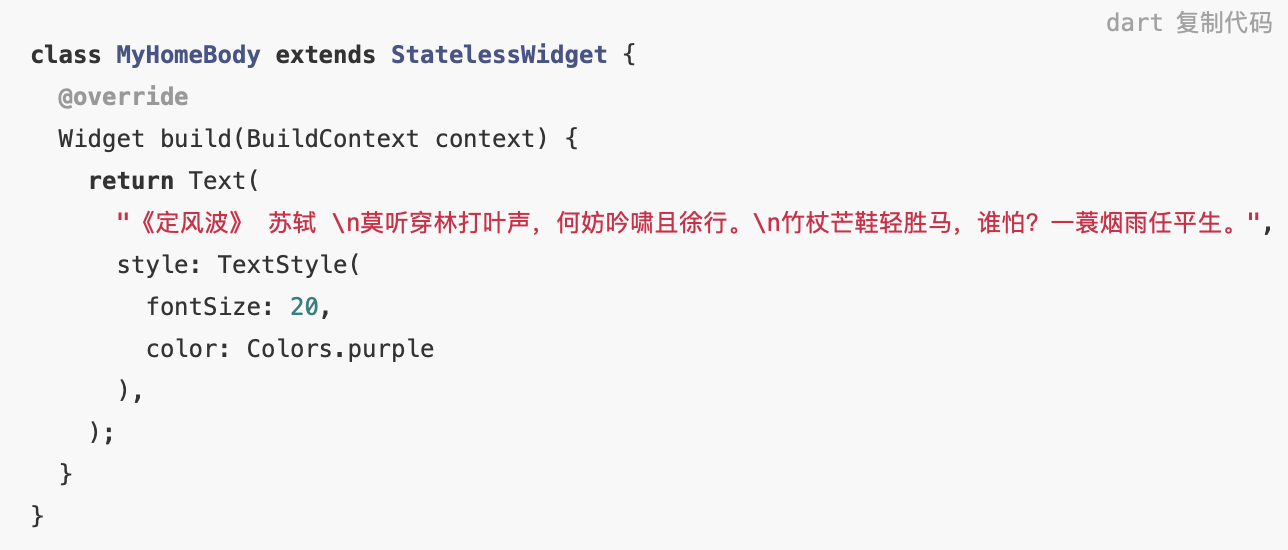 dart 复制代码
class MyHomeBody extends StatelessWidget {
  @override
  Widget build(BuildContext context) {
    return Text(
      "《定风波》 苏轼 \n莫听穿林打叶声，何妨吟啸且徐行。\n竹杖芒鞋轻胜马，谁怕？一蓑烟雨任平生。",
      style: TextStyle(
        fontSize: 20,
        color: Colors.purple
      ),
    );
  }
}